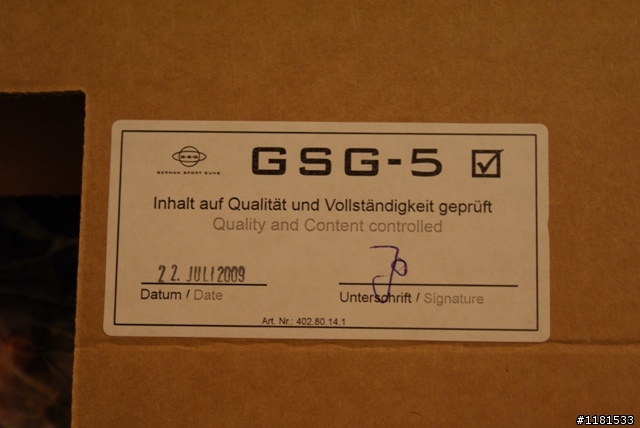 GSG
GERMAN SPORT GUNS
GSG-5
Inhalt auf Qualität und Vollständigkeit geprüft
Quality and Content controlled
22. JULI 2009
Datum / Date
Unterschrift / Signature
Art. Nr.: 402.80.14.1
#1181533